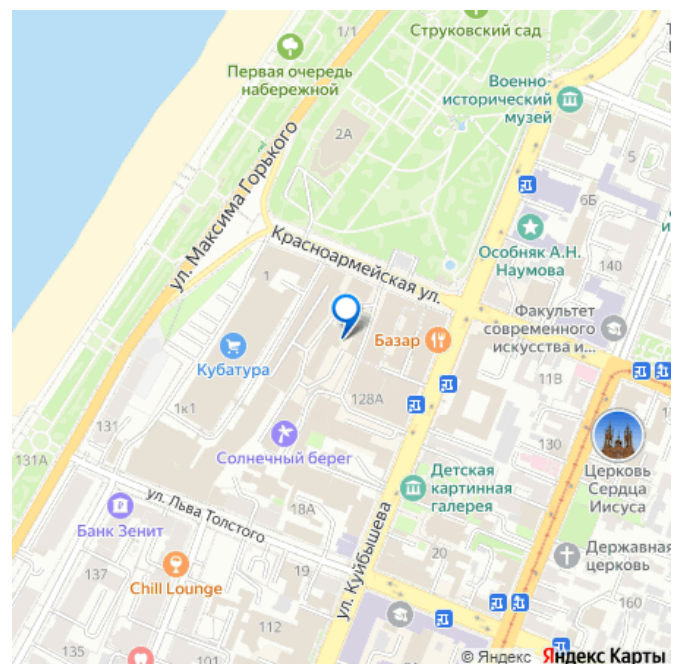 1/1
Струковский сад
Первая очередь
набережной
Военно-
исторический
музей
2А
5
ул. Максима Горького
6Б
Красноармейская ул.
Особняк А.Н.
Наумова
140
1
Факультет
современного
искусства и...
Базар
Кубатура
11В
128А
1к1
131
130
Солнечный берег
131А
Церковь
Сердца
Иисуса
Детская
картинная
галерея
ул. Льва Толстого
18А
Банк Зенит
ул. Куйбышева
Державная
церковь
20
137
19
Chill Lounge
160
112
135
© Яндекс Яндекс Карты